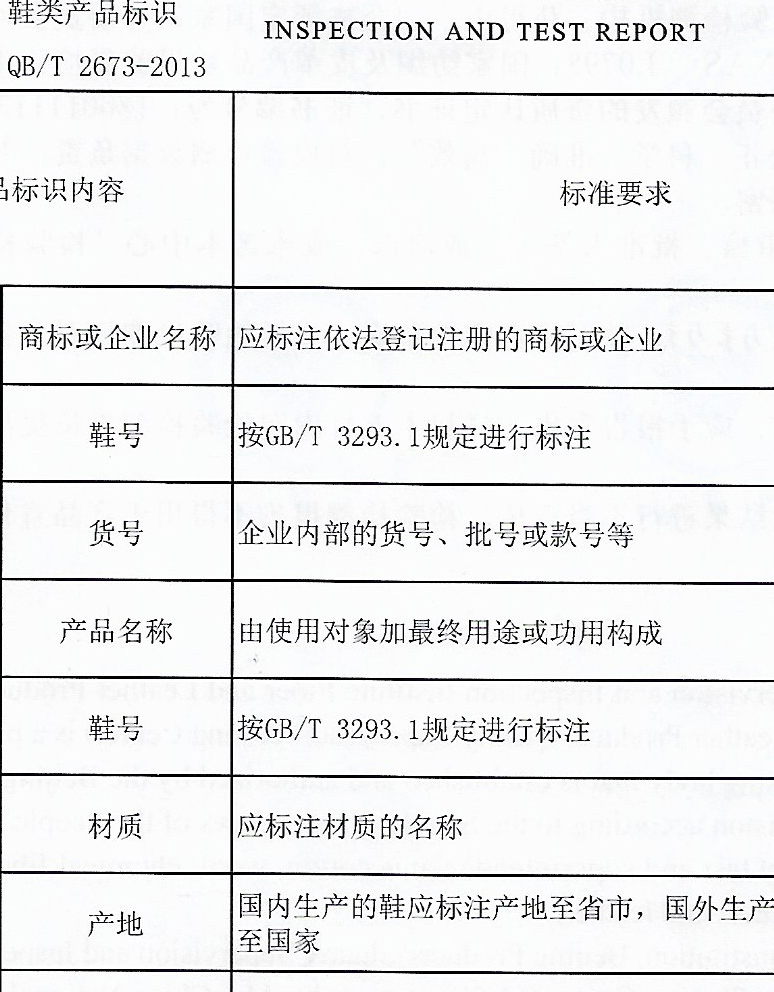 鞋类产品标识
INSPECTION AND TEST REPORT
QB/T 2673-2013
品标识内容
标准要求
商标或企业名称
应标注依法登记注册的商标或企业
鞋号
按GB/T 3293.1规定进行标注
货号
企业内部的货号、批号或款号等
产品名称
由使用对象加最终用途或功用构成
鞋号
按GB/T 3293.1规定进行标注
材质
应标注材质的名称
产地
国内生产的鞋应标注产地至省市，国外生产
至国家